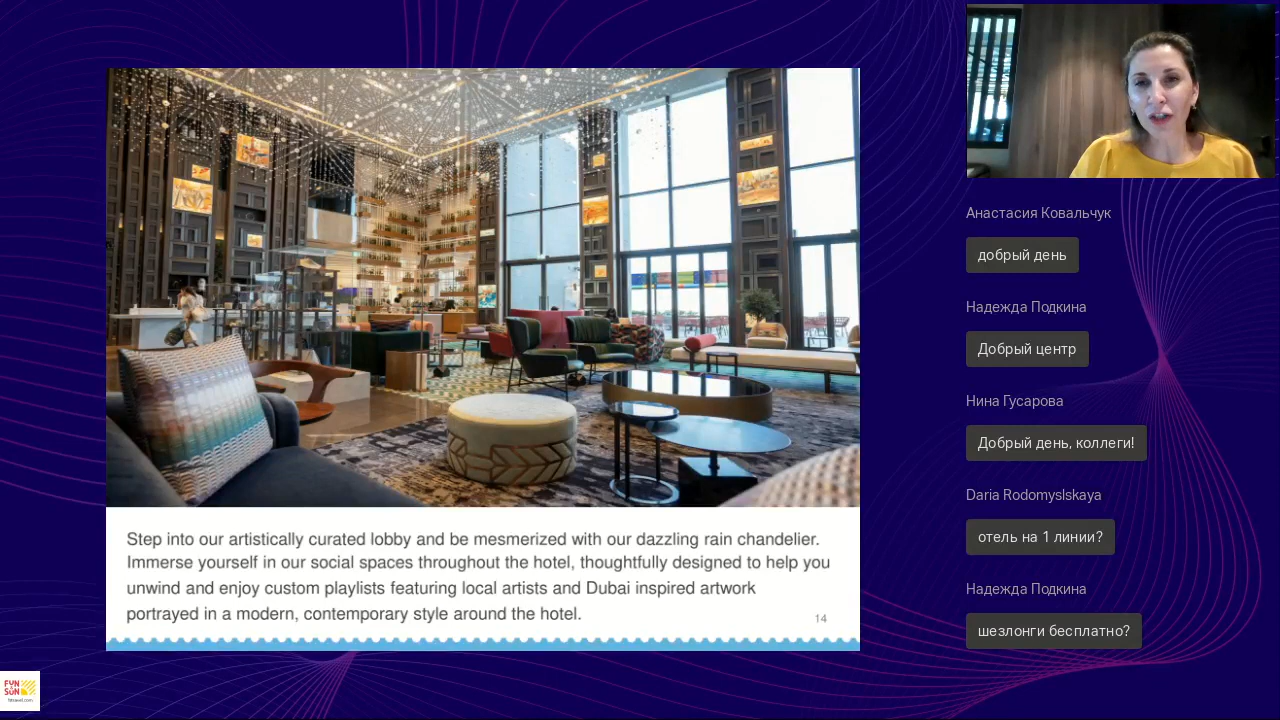 Step into our artistically curated lobby and be mesmerized with our dazzling rain chandelier.
Immerse yourself in our social spaces throughout the hotel, thoughtfully designed to help you
unwind and enjoy custom playlists featuring local artists and Dubai inspired artwork
portrayed in a modern, contemporary style around the hotel.
14
Анастасия Ковальчук
добрый день
Надежда Подкина
Добрый центр
Нина Гусарова
Добрый день, коллеги!
Daria Rodomyslskaya
отель на 1 линии?
Надежда Подкина
шезлонги бесплатно?
FUN
SUN